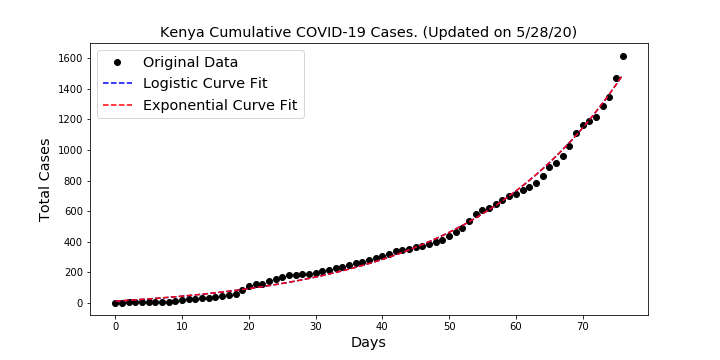 Kenya Cumulative COVID-19 Cases. (Updated on 5/28/20)
Original Data
Logistic Curve Fit
Exponential Curve Fit
Total Cases
1600
1400
1200
1000
800
600
400
200
0
0 10 20 30 40 50 60 70
Days